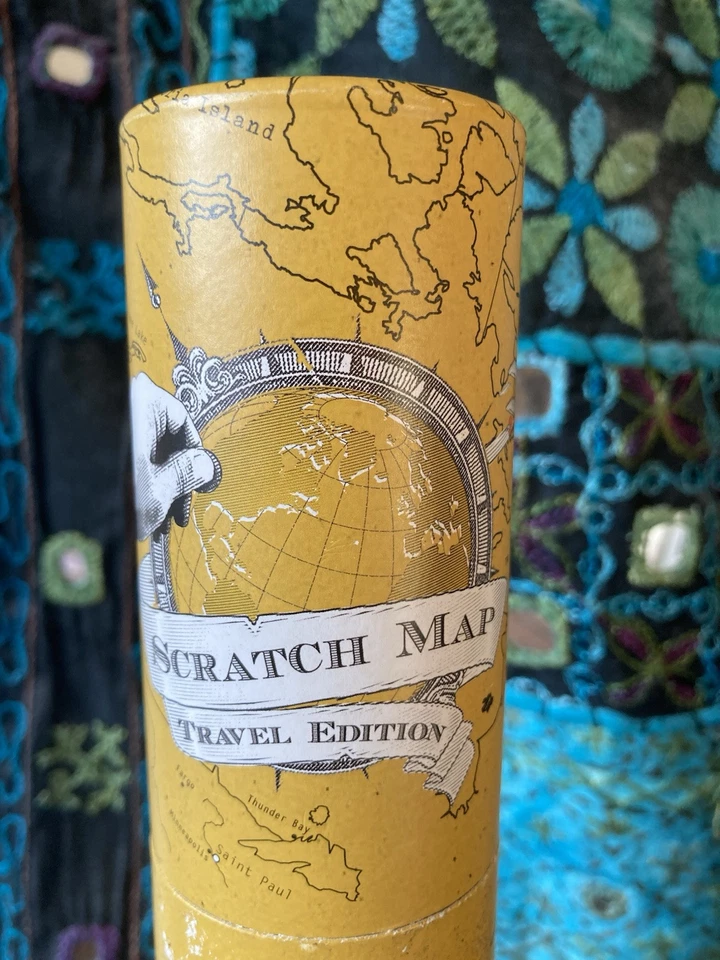 Island
SCRATCH MAP
TRAVEL EDITION
Fargo
Thunder Bay
Minneapolis
Saint Paul